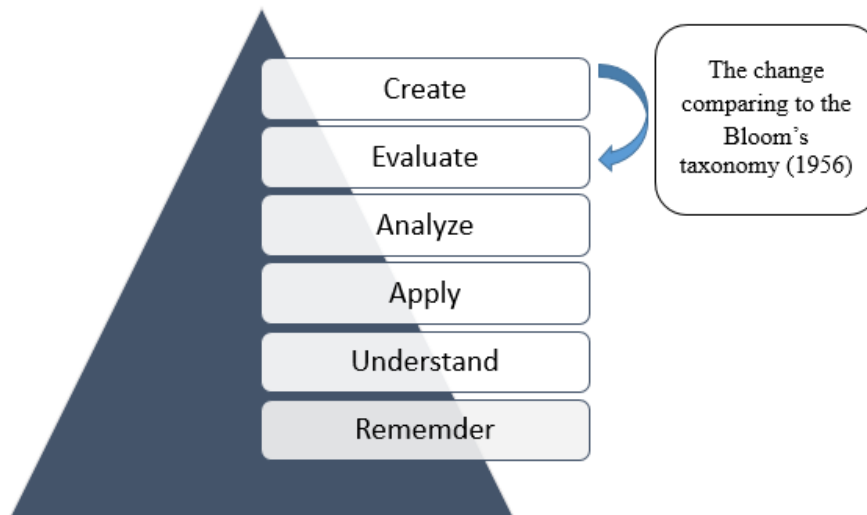 Create
Evaluate
Analyze
Apply
Understand
Rememder
The change
comparing to the
Bloom’s
taxonomy (1956)